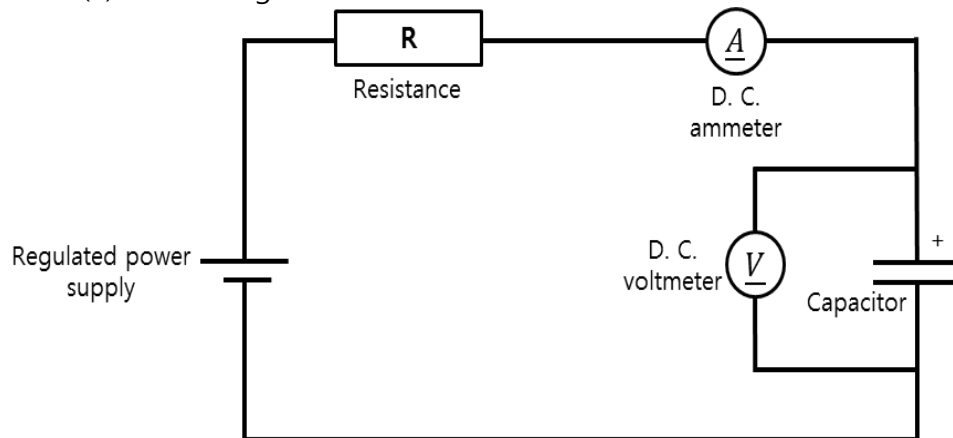 R
Resistance
A
D. C.
ammeter
Regulated power
supply
D. C.
voltmeter
V
+
Capacitor